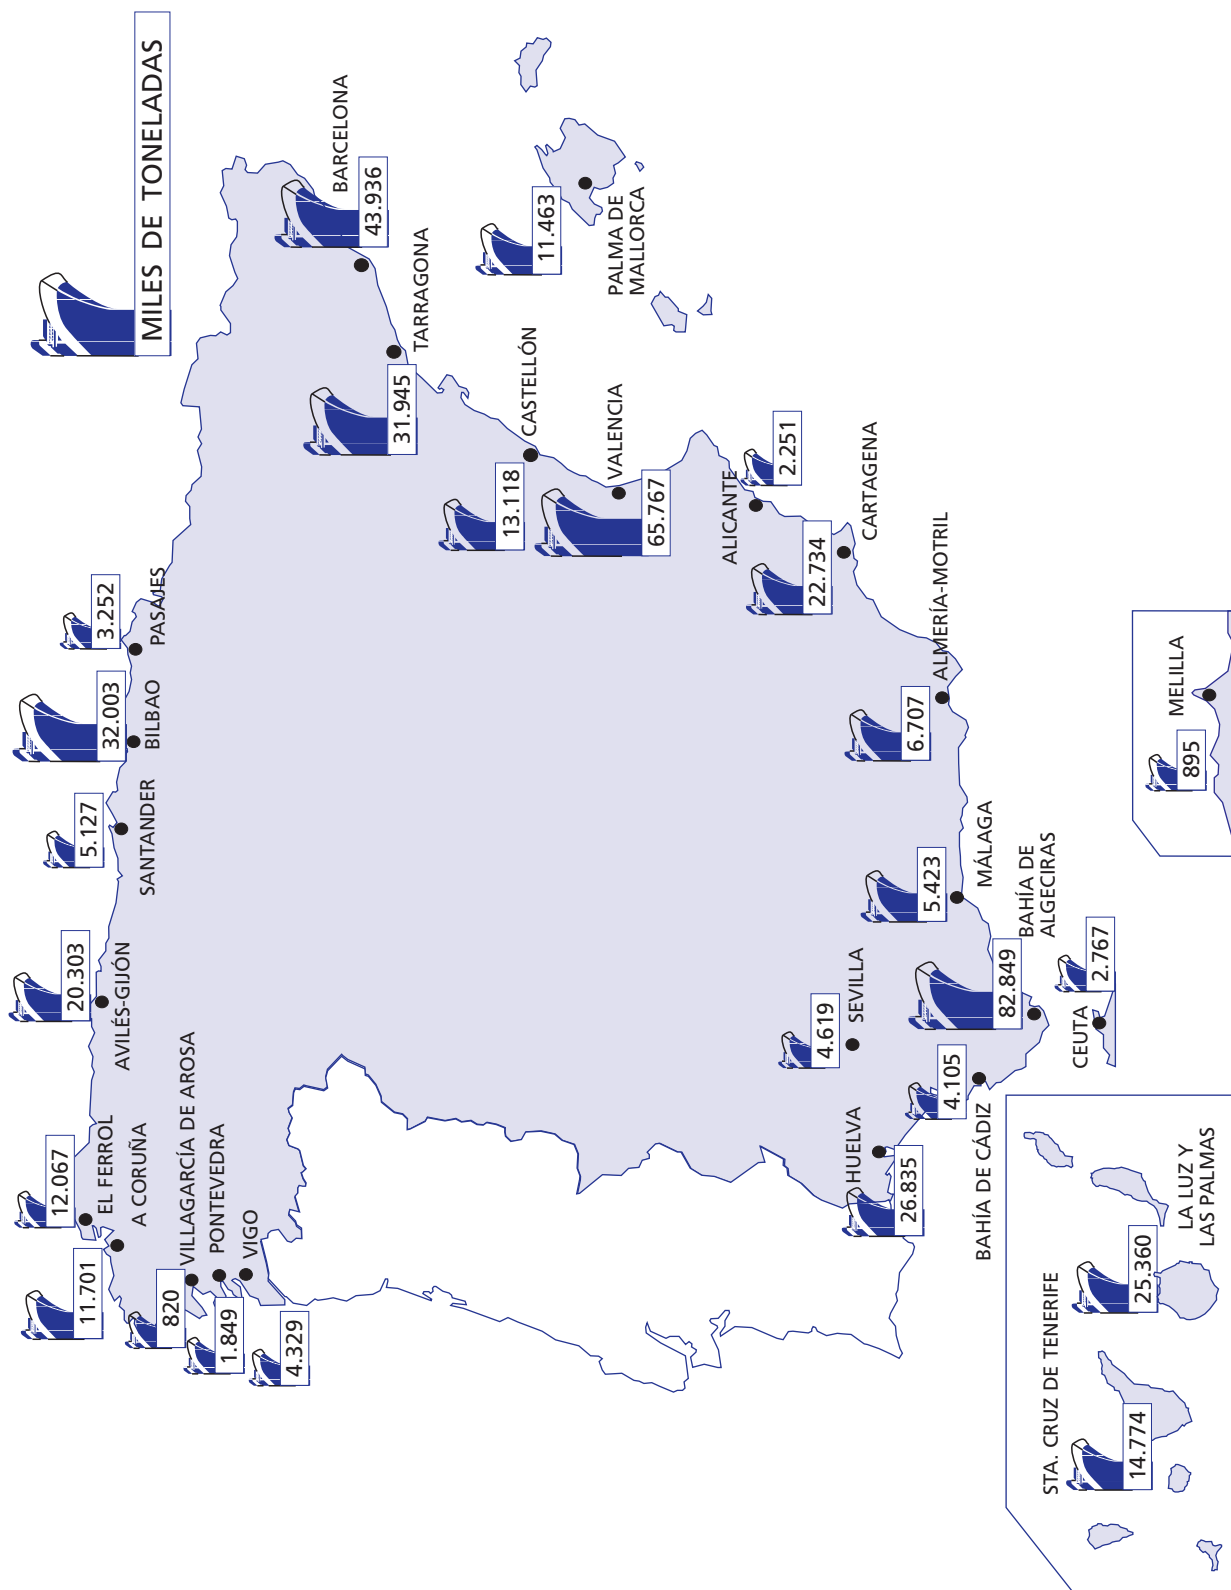 MILES DE TONELADAS
12.067
EL FERROL
11.701
A CORUÑA
820
VILLAGARCÍA DE AROSA
1.849
PONTEVEDRA
4.329
VIGO
20.303
AVILÉS-GIJÓN
5.127
SANTANDER
32.003
BILBAO
3.252
PASAJES
BARCELONA
43.936
31.945
TARRAGONA
13.118
CASTELLÓN
65.767
VALENCIA
11.463
PALMA DE
MALLORCA
ALICANTE
2.251
22.734
CARTAGENA
6.707
ALMERÍA-MOTRIL
5.423
MÁLAGA
4.619
SEVILLA
HUELVA
26.835
4.105
BAHÍA DE CÁDIZ
82.849
BAHÍA DE
ALGECIRAS
CEUTA
2.767
895
MELILLA
STA. CRUZ DE TENERIFE
14.774
25.360
LA LUZ Y
LAS PALMAS